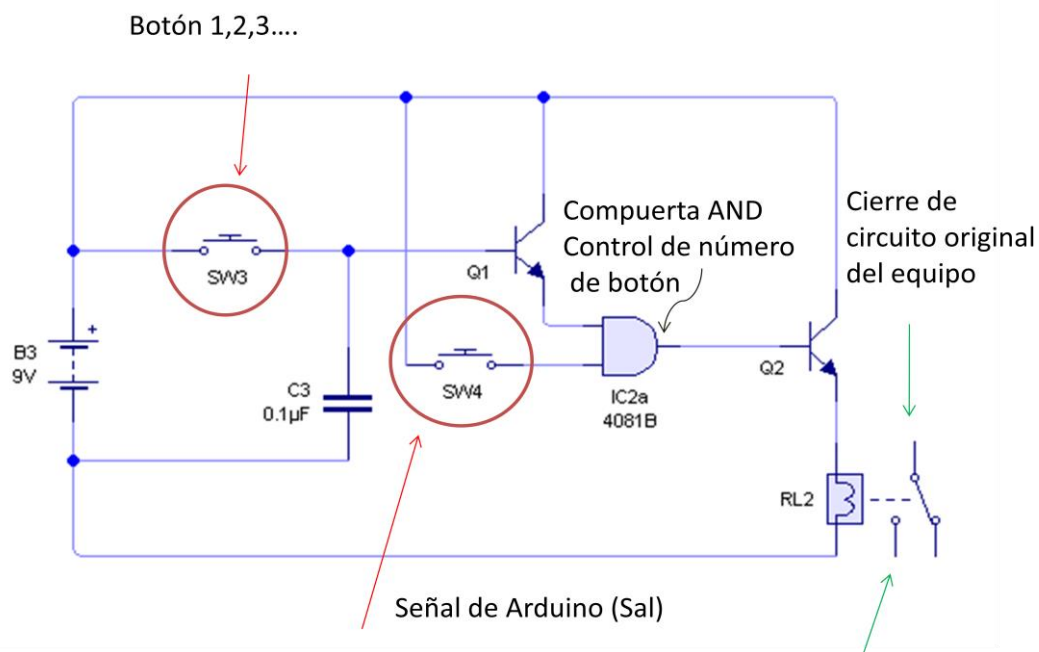 Botón 1,2,3....
SW3
Q1
Compuerta AND
Control de número
de botón
Cierre de
circuito original
del equipo
B3
9V
+
C3
0.1µF
SW4
IC2a
4081B
Q2
RL2
Señal de Arduino (Sal)